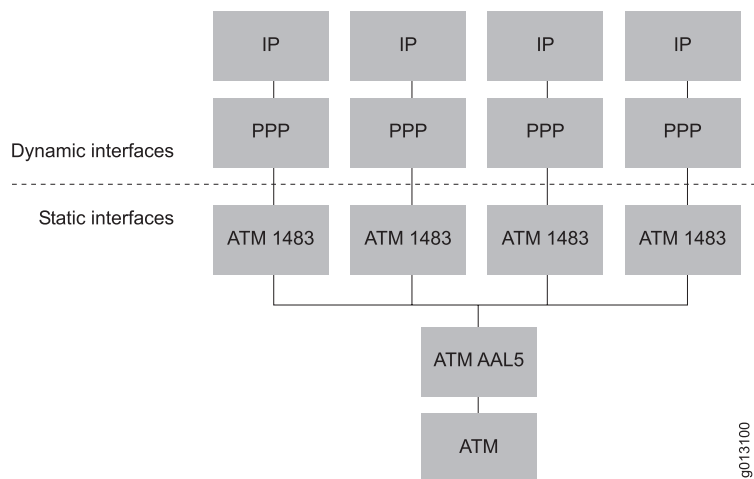 IP IP IP IP
PPP PPP PPP PPP
Dynamic interfaces
Static interfaces
ATM 1483 ATM 1483 ATM 1483 ATM 1483
ATM AAL5
ATM
g013100